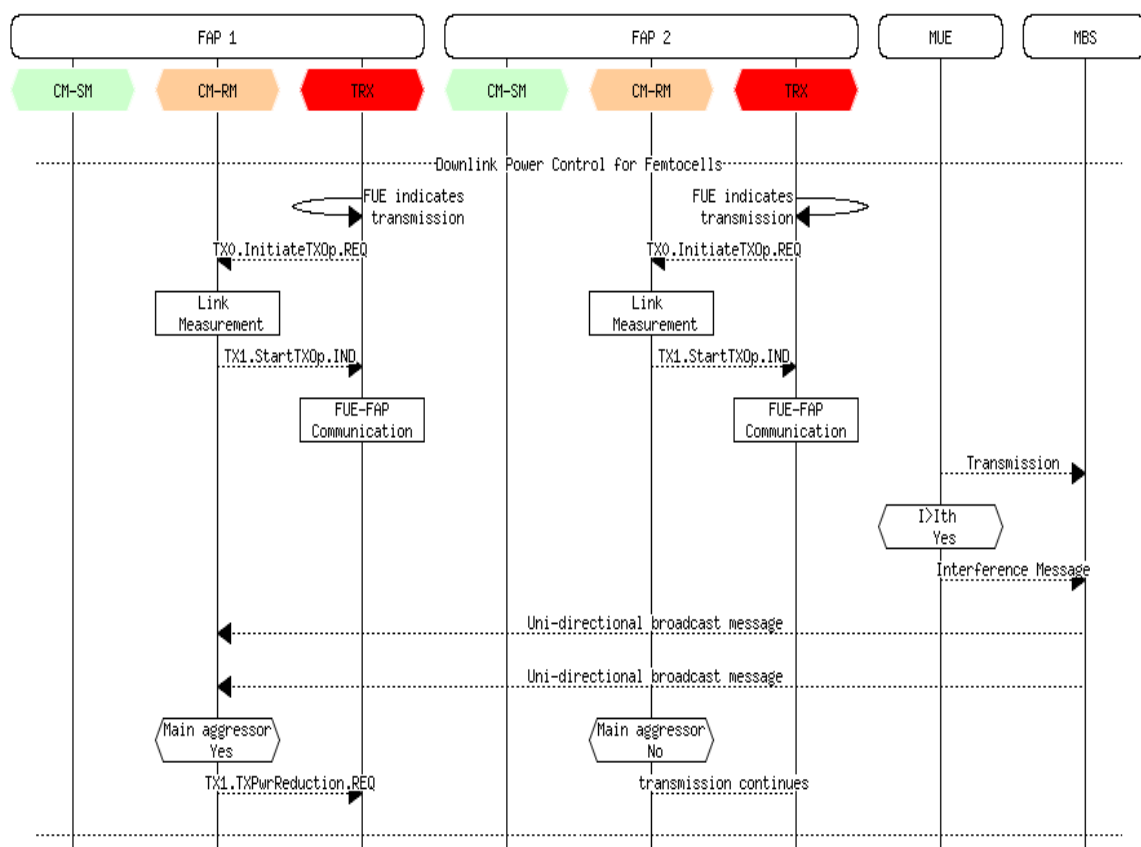 FAP 1
FAP 2
MUE
MBS
CM-SM
CM-RM
TRX
CM-SM
CM-RM
TRX
Downlink Power Control for Femtocells
FUE indicates
transmission
FUE indicates
transmission
TX0.InitiateTXOp.REQ
TX0.InitiateTXOp.REQ
Link
Measurement
Link
Measurement
TX1.StartTXOp.IND
TX1.StartTXOp.IND
FUE-FAP
Communication
FUE-FAP
Communication
Transmission
I>Ith
Yes
Interference Message
Uni-directional broadcast message
Uni-directional broadcast message
Main aggressor
Yes
Main aggressor
No
TX1.TXPwrReduction.REQ
transmission continues